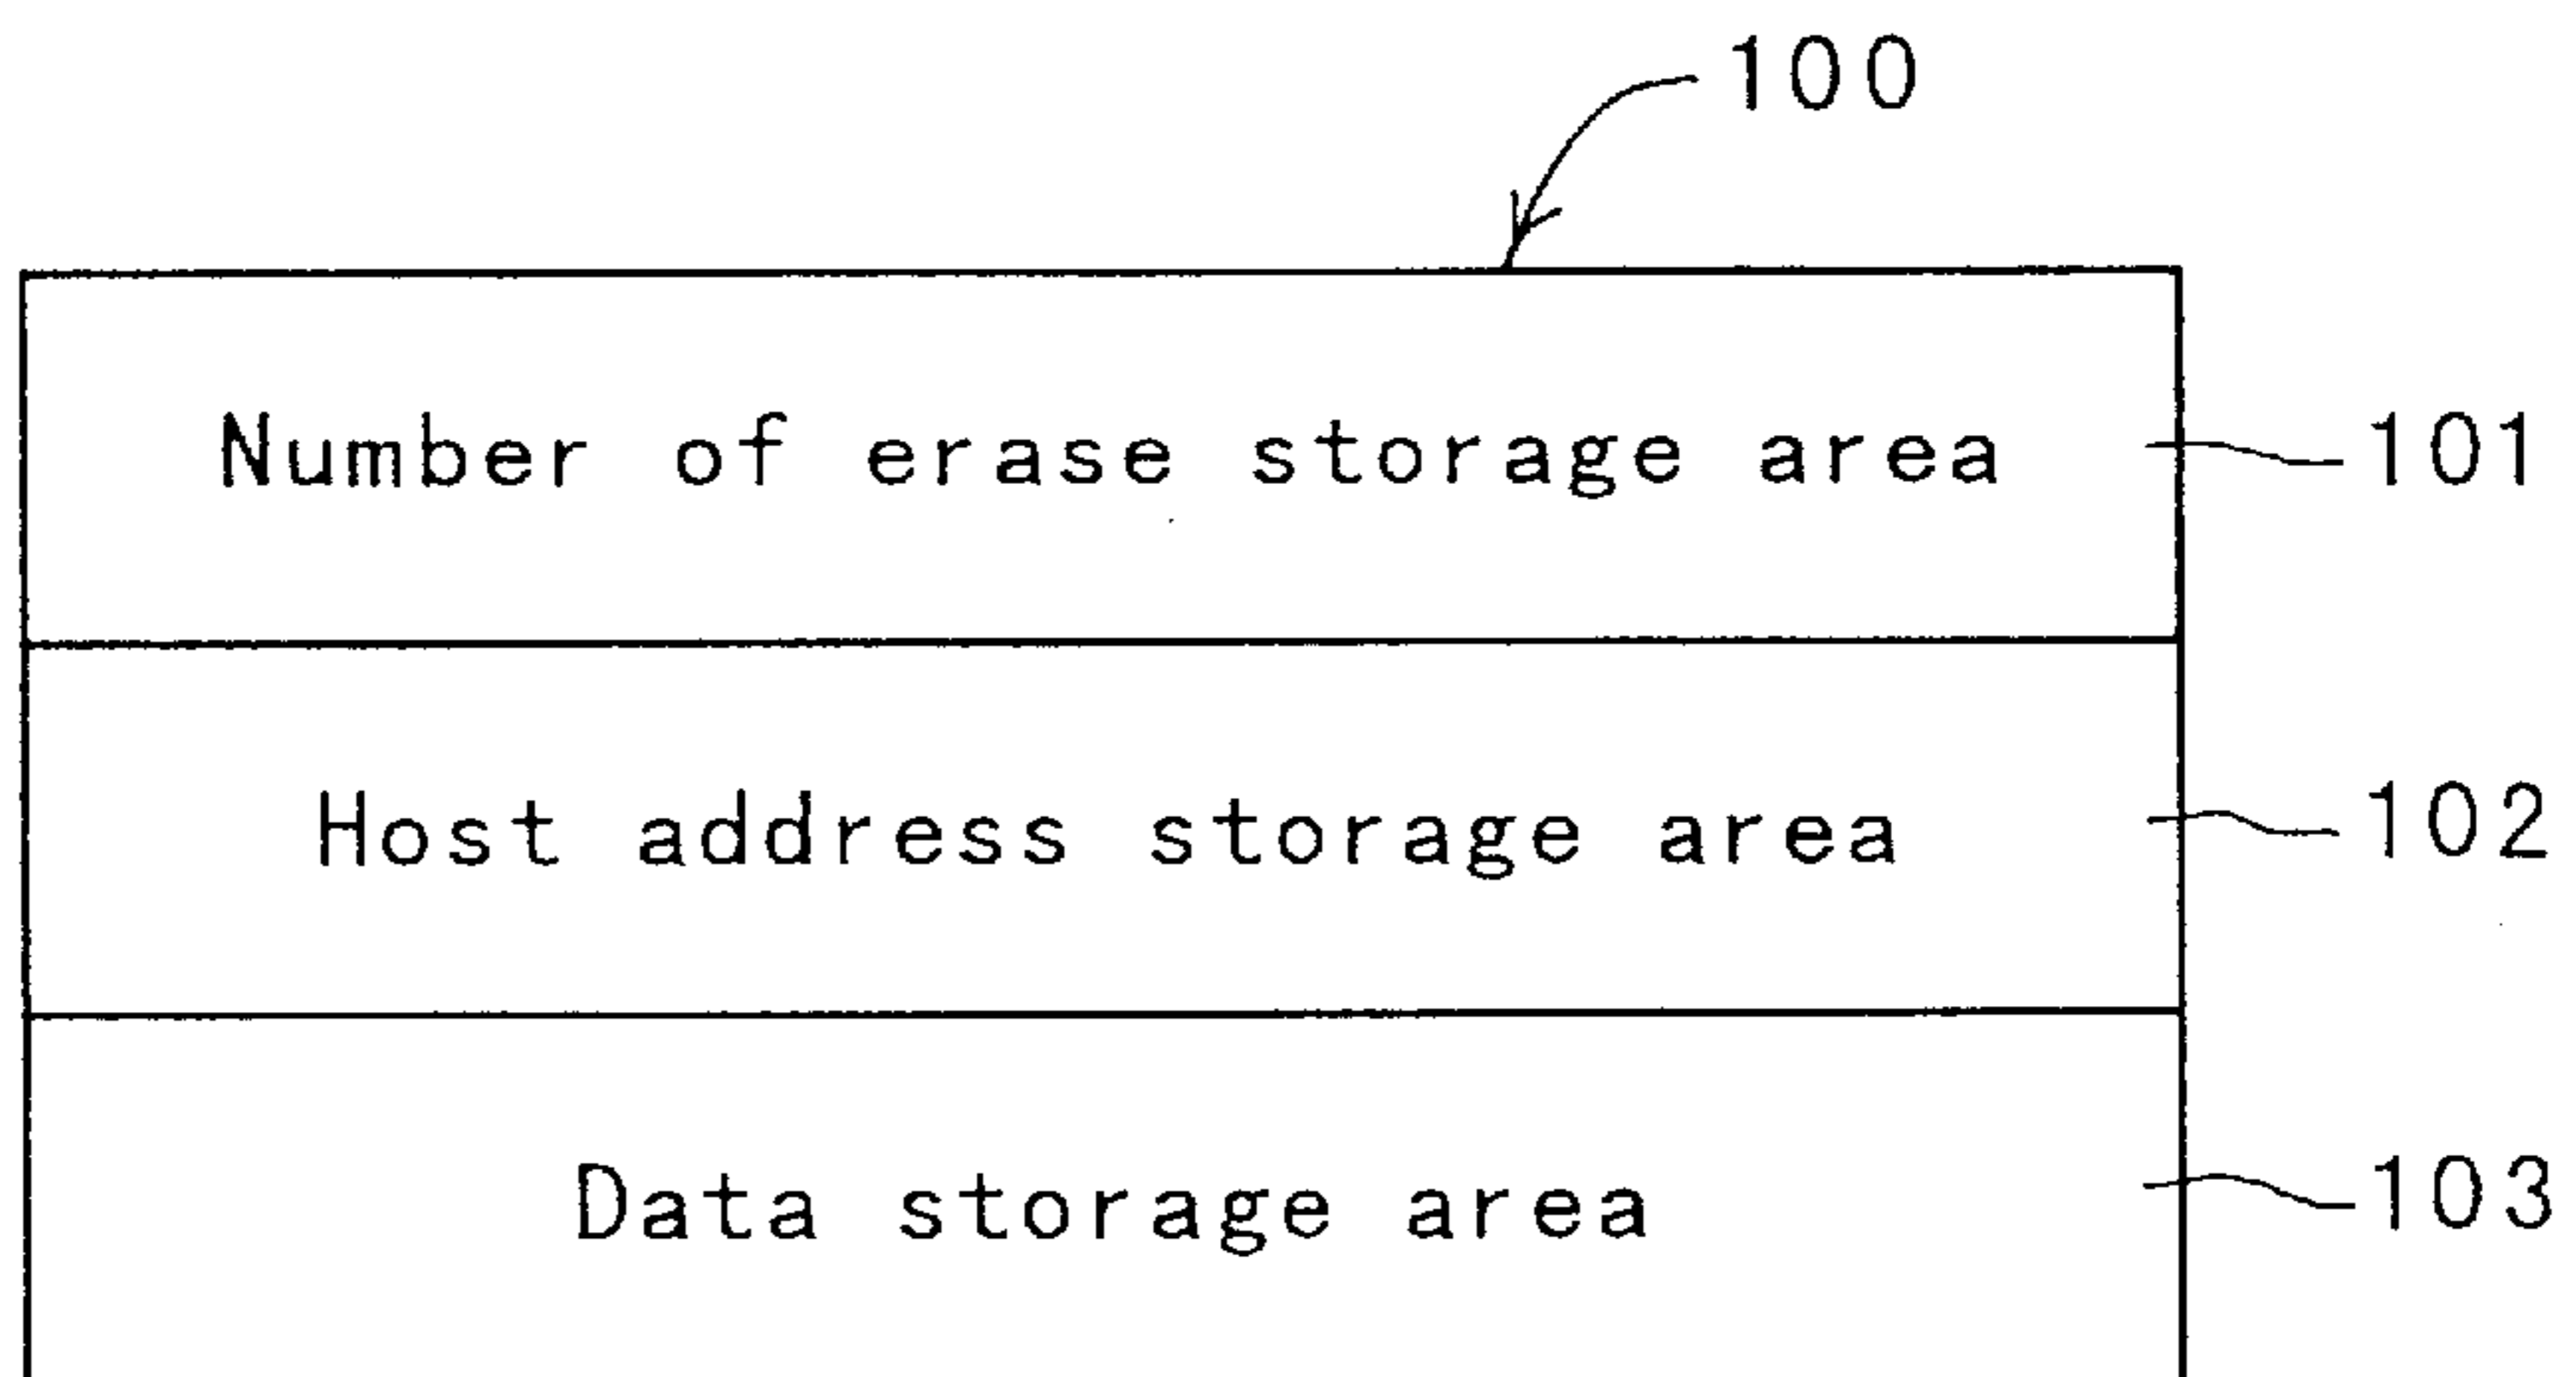 100
Number of erase storage area 101
Host address storage area 102
Data storage area 103